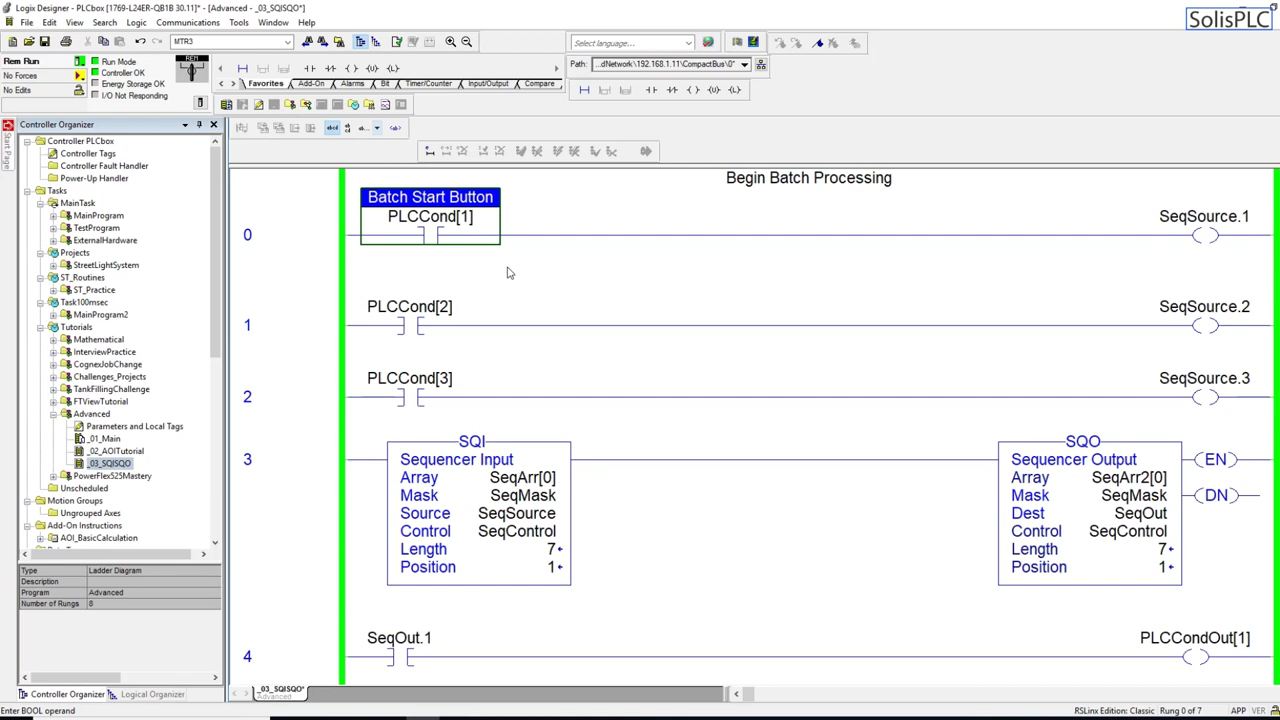 Logix Designer - PLCbox [1769-L24ER-QB1B 30.11]* - [Advanced - _03_SQISQO*]
SolisPLC
File Edit View Search Logic Communications Tools Window Help
MTR3
Select language...
Rem Run
No Forces
No Edits
Run Mode
Controller OK
Energy Storage OK
I/O Not Responding
REM
Path: ...dNetwork\192.168.1.11\CompactBus\0*
Favorites Add-On Alarms Bit Timer/Counter Input/Output Compare
Start Page
Controller Organizer
Controller PLCbox
Controller Tags
Controller Fault Handler
Power-Up Handler
Tasks
MainTask
MainProgram
TestProgram
ExternalHardware
Projects
StreetLightSystem
ST_Routines
ST_Practice
Task100msec
MainProgram2
Tutorials
Mathematical
InterviewPractice
CognexJobChange
Challenges_Projects
TankFillingChallenge
FTViewTutorial
Advanced
Parameters and Local Tags
_01_Main
_02_AOITutorial
_03_SQISQO
PowerFlex525Mastery
Unscheduled
Motion Groups
Ungrouped Axes
Add-On Instructions
AOI_BasicCalculation
Type Ladder Diagram
Description
Program Advanced
Number of Rungs 8
Controller Organizer Logical Organizer
Begin Batch Processing
Batch Start Button
PLCCond[1] SeqSource.1
0
PLCCond[2] SeqSource.2
1
PLCCond[3] SeqSource.3
2
SQI SQO
3 Sequencer Input Sequencer Output EN
Array SeqArr[0] Array SeqArr2[0]
Mask SeqMask Mask SeqMask DN
Source SeqSource Dest SeqOut
Control SeqControl Control SeqControl
Length 7 Length 7
Position 1 Position 1
SeqOut.1 PLCCondOut[1]
4
_03_SQISQO*
Advanced
Enter BOOL operand
RSLinx Edition: Classic Rung 0 of 7 APP VER